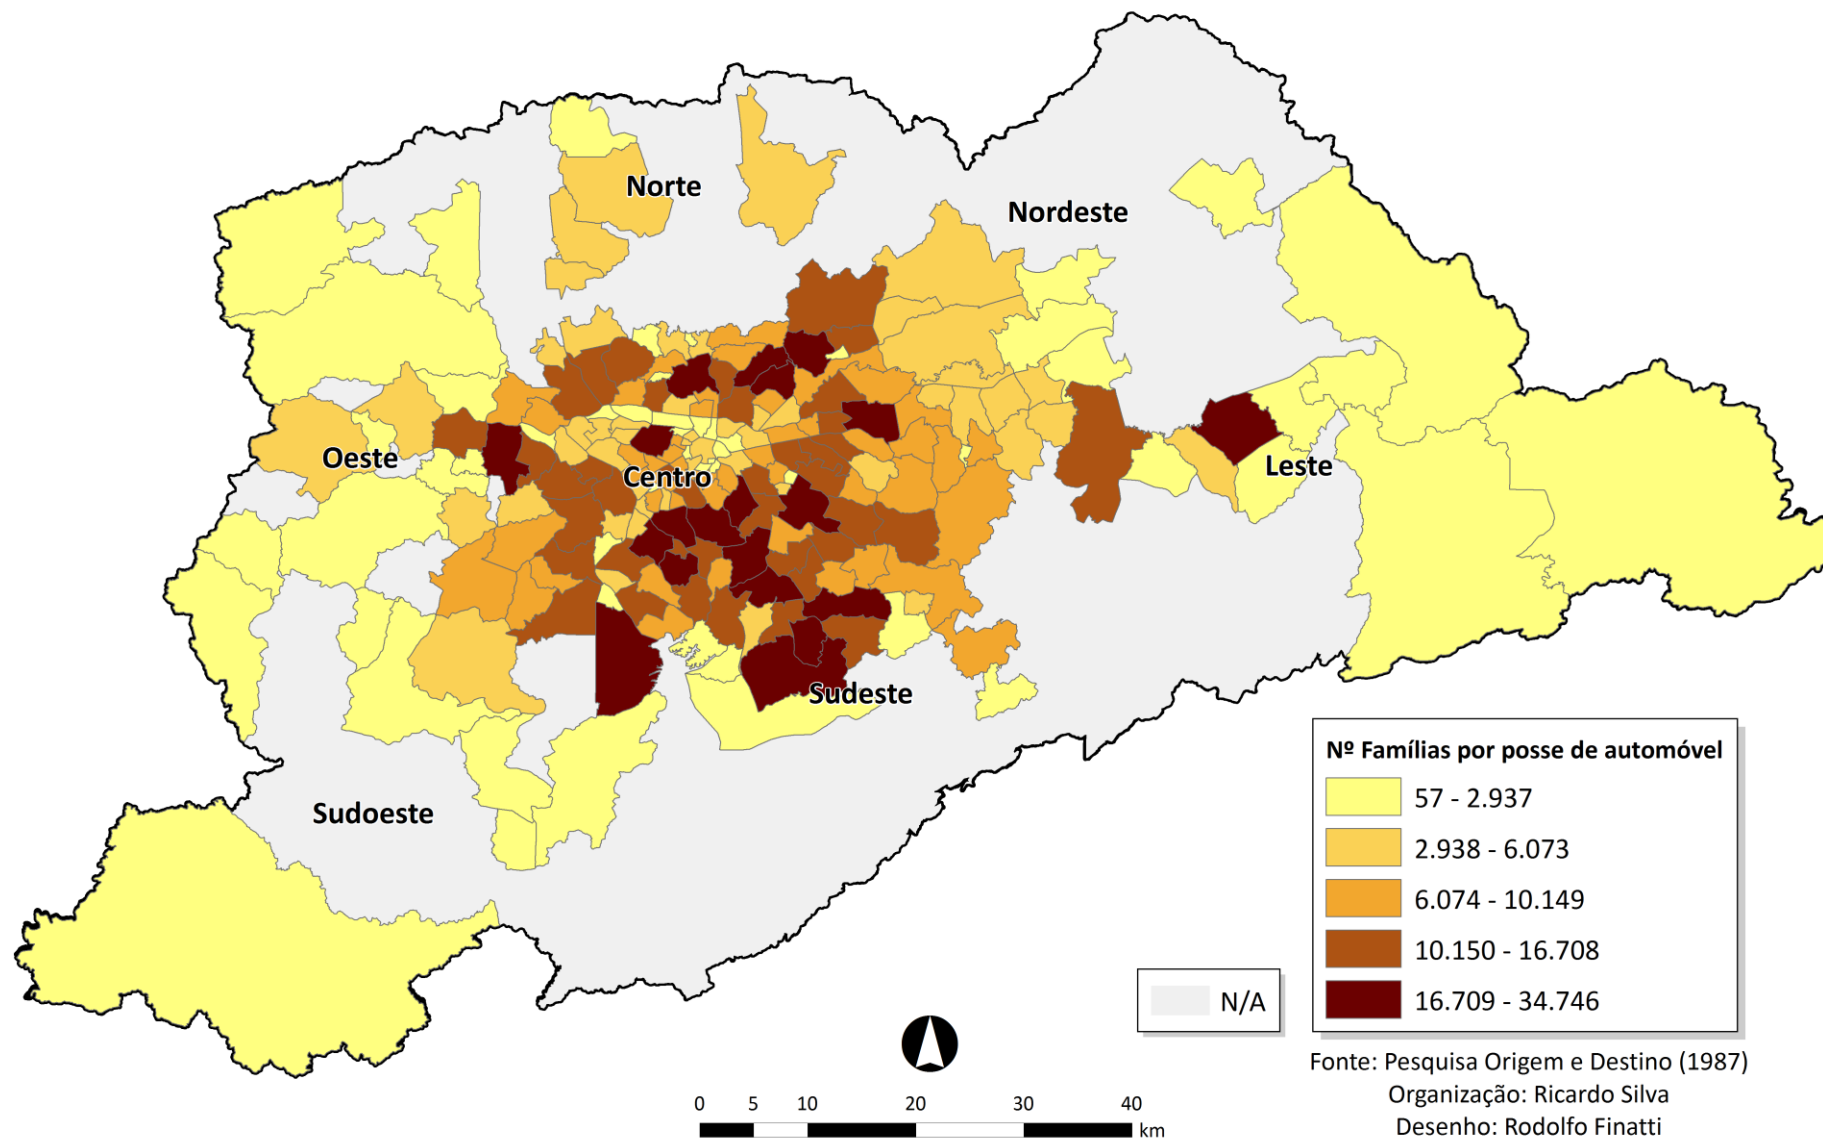 Norte
Nordeste
Oeste
Centro
Leste
Sudeste
Sudoeste
Nº Famílias por posse de automóvel
57 - 2.937
2.938 - 6.073
6.074 - 10.149
10.150 - 16.708
16.709 - 34.746
N/A
Fonte: Pesquisa Origem e Destino (1987)
Organização: Ricardo Silva
Desenho: Rodolfo Finatti
0 5 10 20 30 40
km